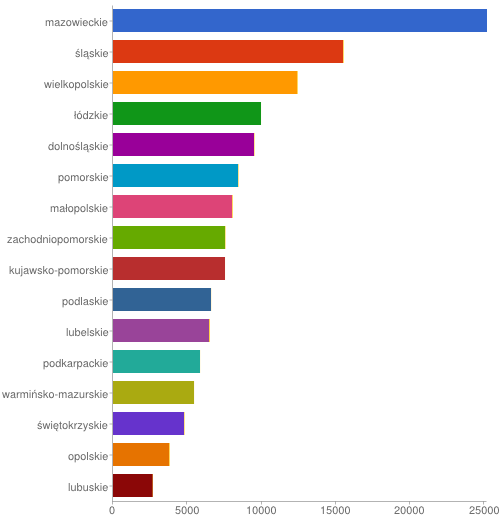 mazowieckie
śląskie
wielkopolskie
łódzkie
dolnośląskie
pomorskie
małopolskie
zachodniopomorskie
kujawsko-pomorskie
podlaskie
lubelskie
podkarpackie
warmińsko-mazurskie
świętokrzyskie
opolskie
lubuskie
0 5000 10000 15000 20000 25000